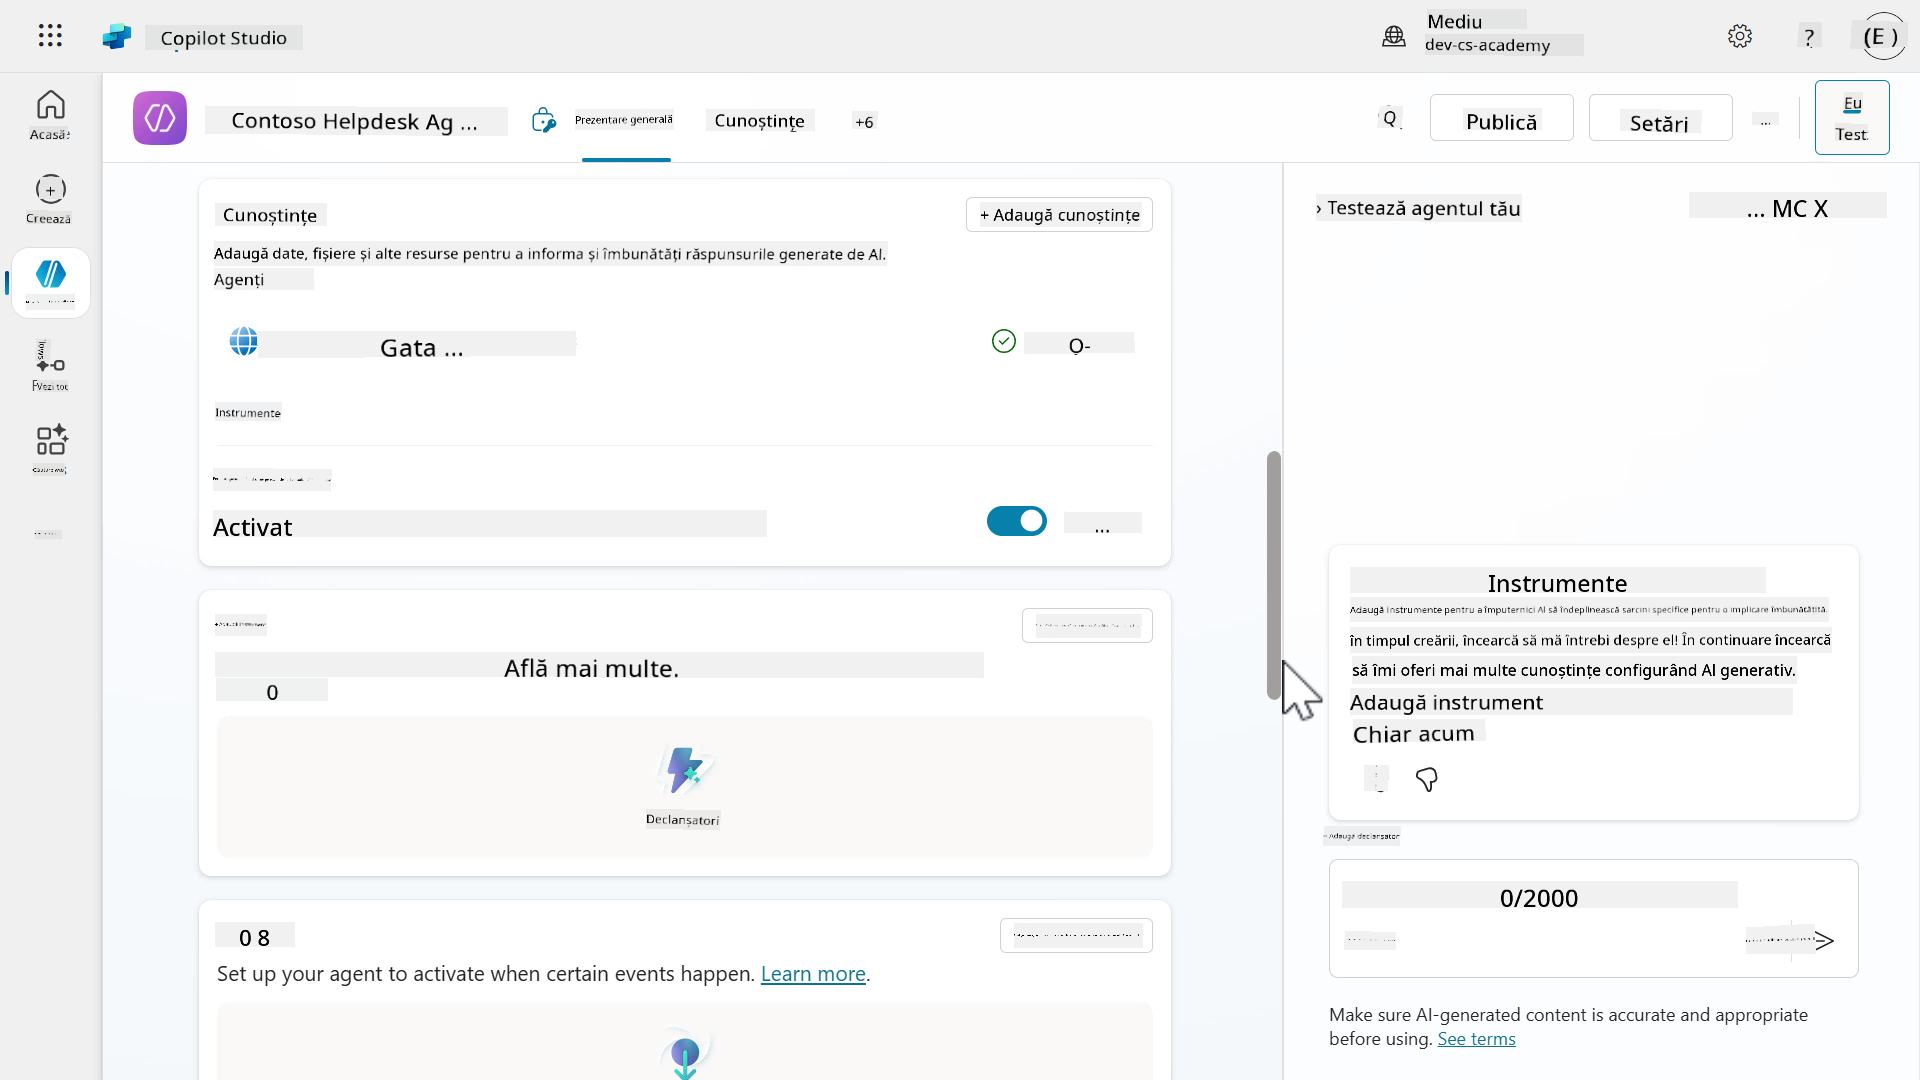 Copilot Studio
Mediu
dev-cs-academy
?
(E )
Acasă
Creează
Contoso Helpdesk Ag ...
Prezentare generală
Cunoștințe
+6
Q
Publică
Setări
...
Eu
Test
Cunoștințe
+ Adaugă cunoștințe
Adaugă date, fișiere și alte resurse pentru a informa și îmbunătăți răspunsurile generate de AI.
Agenți
Gata ...
Q-
Instrumente
Activat
...
Află mai multe.
0
Declanșatori
0 8
Set up your agent to activate when certain events happen. Learn more.
› Testează agentul tău
... MC X
Instrumente
Adaugă instrumente pentru a împuternici AI să îndeplinească sarcini specifice pentru o implicare îmbunătățită.
în timpul creării, încearcă să mă întrebi despre el! În continuare încearcă
să îmi oferi mai multe cunoștințe configurând AI generativ.
Adaugă instrument
Chiar acum
+ Adaugă declanșator
0/2000
Make sure AI-generated content is accurate and appropriate
before using. See terms